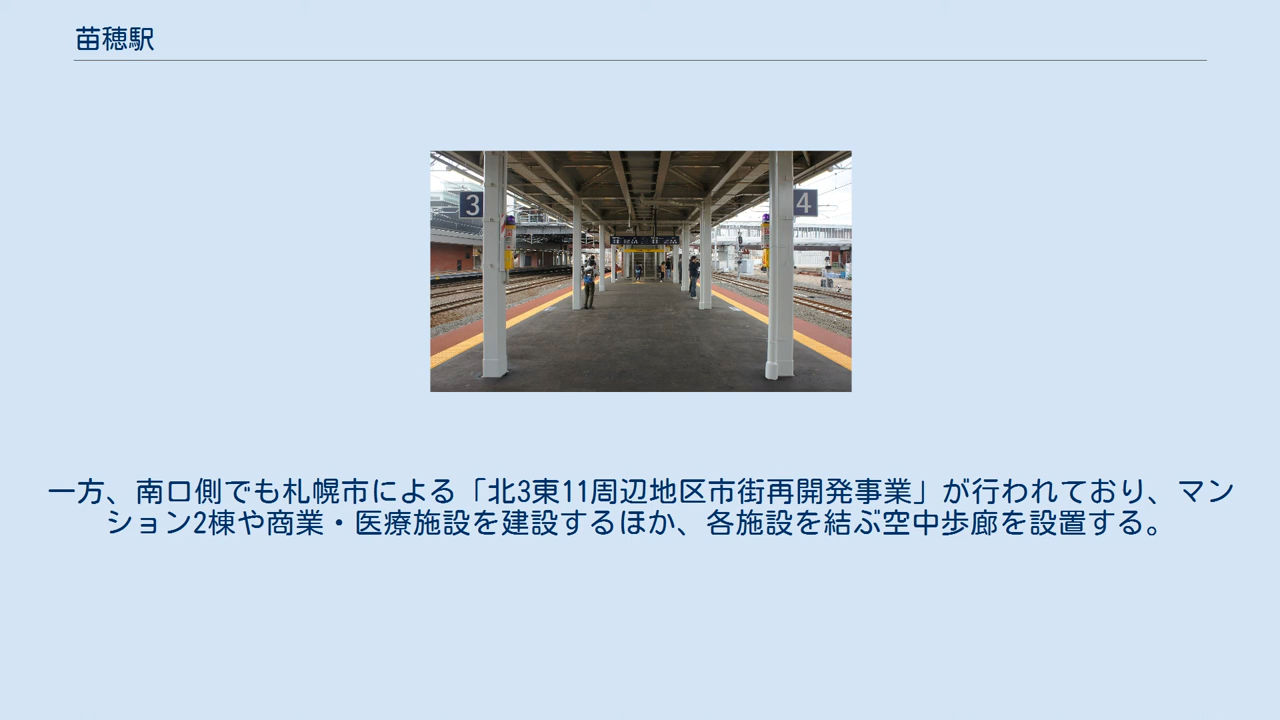 苗穂駅
3
4
一方、南口側でも札幌市による「北3東11周辺地区市街再開発事業」が行われており、マン
ション2棟や商業・医療施設を建設するほか、各施設を結ぶ空中歩廊を設置する。